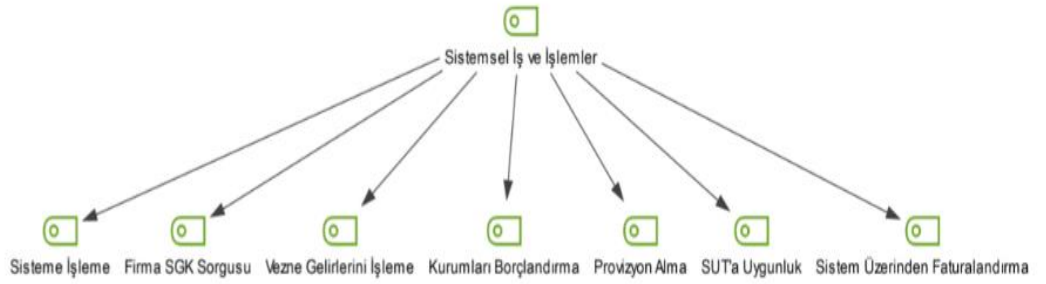 Sistemsel İş ve İşlemler
Sisteme İşleme Firma SGK Sorgusu Vezne Gelirlerini İşleme Kurumları Borçlandırma Provizyon Alma SUT'a Uygunluk Sistem Üzerinden Faturalandırma